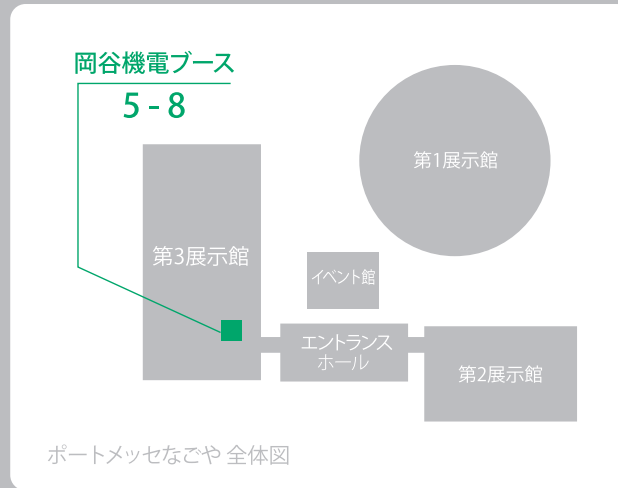 岡谷機電ブース
5 - 8
第1展示館
第3展示館
イベント館
エントランス
ホール
第2展示館
ポートメッセなごや 全体図